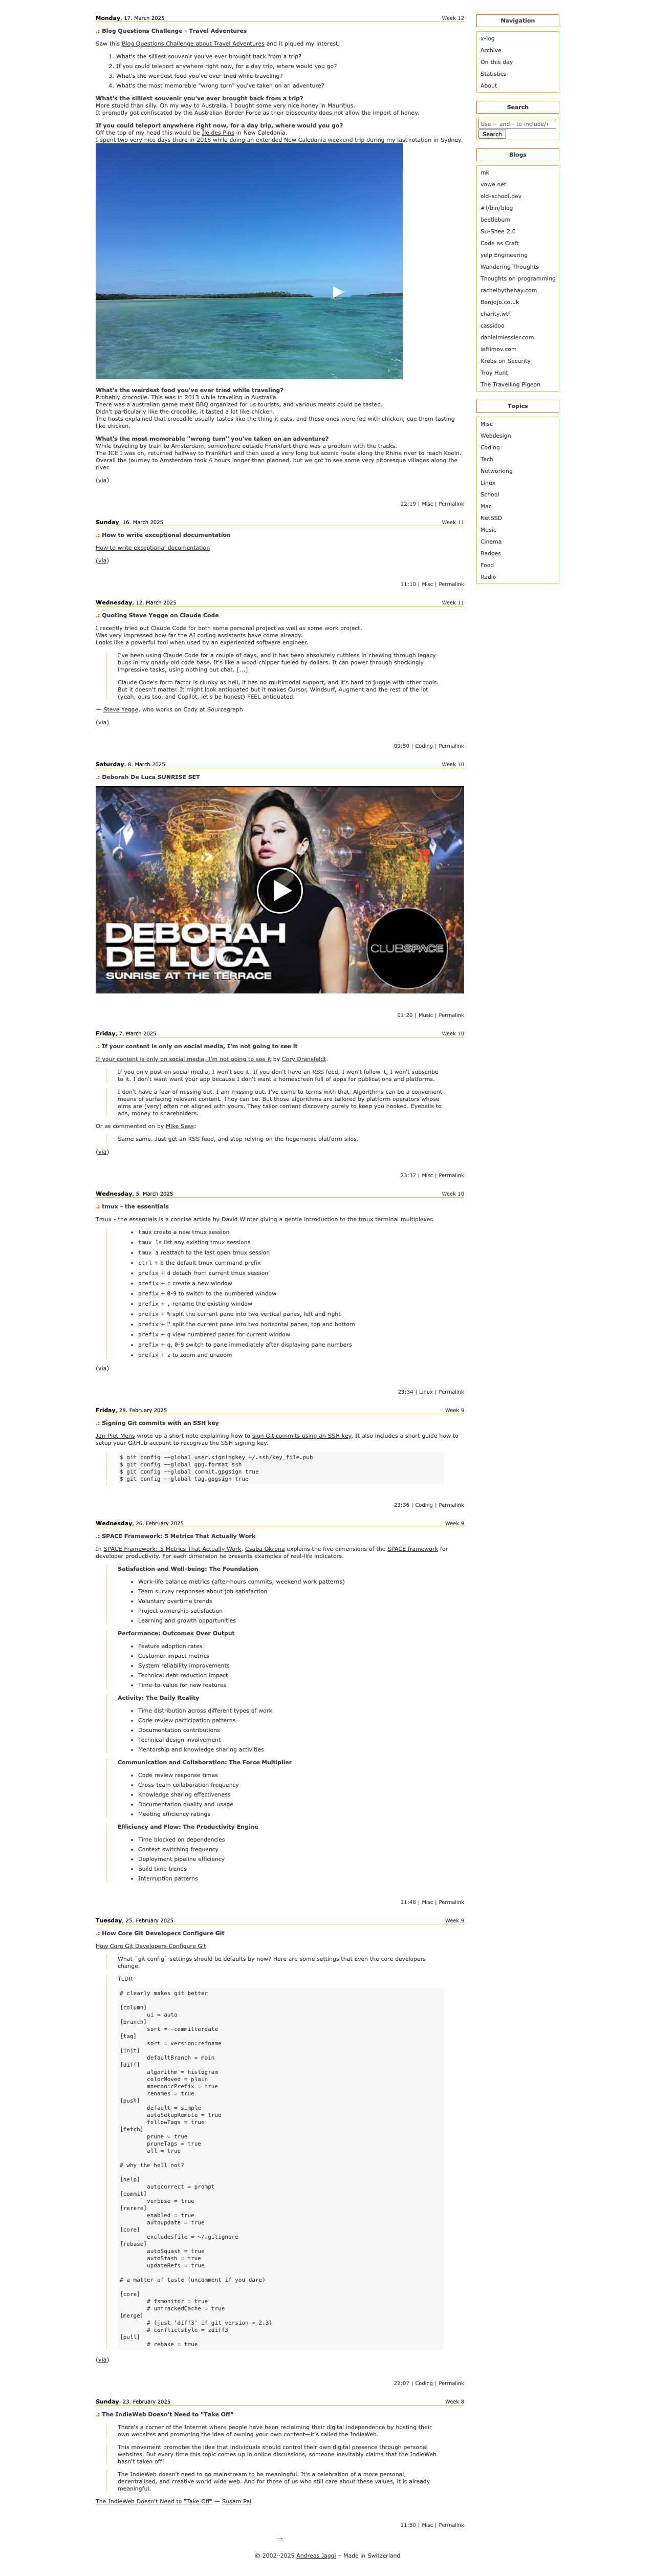 Monday, 17. March 2025 Week 12
.: Blog Questions Challenge - Travel Adventures
Saw this Blog Questions Challenge about Travel Adventures and it piqued my interest.
1. What's the silliest souvenir you've ever brought back from a trip?
2. If you could teleport anywhere right now, for a day trip, where would you go?
3. What's the weirdest food you've ever tried while traveling?
4. What's the most memorable "wrong turn" you've taken on an adventure?
What's the silliest souvenir you've ever brought back from a trip?
More stupid than silly. On my way to Australia, I bought some very nice honey in Mauritius.
It promptly got confiscated by the Australian Border Force as their biosecurity does not allow the import of honey.
If you could teleport anywhere right now, for a day trip, where would you go?
Off the top of my head this would be Île des Pins in New Caledonia.
I spent two very nice days there in 2018 while doing an extended New Caledonia weekend trip during my last rotation in Sydney.
What's the weirdest food you've ever tried while traveling?
Probably crocodile. This was in 2013 while traveling in Australia.
There was a australian game meat BBQ organized for us tourists, and various meats could be tasted.
Didn't particularly like the crocodile, it tasted a lot like chicken.
The hosts explained that crocodile usually tastes like the thing it eats, and these ones were fed with chicken, cue them tasting
like chicken.
What's the most memorable "wrong turn" you've taken on an adventure?
While traveling by train to Amsterdam, somewhere outside Frankfurt there was a problem with the tracks.
The ICE I was on, returned halfway to Frankfurt and then used a very long but scenic route along the Rhine River to reach Koeln.
Overall the journey to Amsterdam took 4 hours longer than planned, but we got to see some very pitoresque villages along the
river.
(via)
22:19 | Misc | Permalink
Sunday, 16. March 2025 Week 11
.: How to write exceptional documentation
How to write exceptional documentation
(via)
11:10 | Misc | Permalink
Wednesday, 12. March 2025 Week 11
.: Quoting Steve Yegge on Claude Code
I recently tried out Claude Code for both some personal project as well as some work project.
Was very impressed how far the AI coding assistants have come already.
Looks like a powerful tool when used by an experienced software engineer.
I've been using Claude Code for a couple of days, and it has been absolutely ruthless in chewing through legacy
bugs in my gnarly old code base. It's like a wood chipper fueled by dollars. It can power through shockingly
impressive tasks, using nothing but chat. [...]
Claude Code's form factor is clunky as hell, it has no multimodal support, and it's hard to juggle with other tools.
But it doesn't matter. It might look antiquated but it makes Cursor, Windsurf, Augment and the rest of the lot
(yeah, ours too, and Copilot, let's be honest) FEEL antiquated.
— Steve Yegge, who works on Cody at Sourcegraph
(via)
09:50 | Coding | Permalink
Saturday, 8. March 2025 Week 10
.: Deborah De Luca SUNRISE SET
DEBORAH
DE LUCA
SUNRISE AT THE TERRACE
CLUBSPACE
01:20 | Music | Permalink
Friday, 7. March 2025 Week 10
.: If your content is only on social media, I'm not going to see it
If your content is only on social media, I'm not going to see it by Cory Dransfeldt.
If you only post on social media, I won't see it. If you don't have an RSS feed, I won't follow it, I won't subscribe
to it. I don't want want your app because I don't want a homescreen full of apps for publications and platforms.
I don't have a fear of missing out. I am missing out. I've come to terms with that. Algorithms can be a convenient
means of surfacing relevant content. They can be. But those algorithms are tailored by platform operators whose
aims are (very) often not aligned with yours. They tailor content discovery purely to keep you hooked. Eyeballs to
ads, money to shareholders.
Or as commented on by Mike Sass:
Same same. Just get an RSS feed, and stop relying on the hegemonic platform silos.
(via)
23:37 | Misc | Permalink
Wednesday, 5. March 2025 Week 10
.: tmux - the essentials
Tmux - the essentials is a concise article by David Winter giving a gentle introduction to the tmux terminal multiplexer.
• tmux create a new tmux session
• tmux ls list any existing tmux sessions
• tmux a reattach to the last open tmux session
• ctrl + b the default tmux command prefix
• prefix + d detach from current tmux session
• prefix + c create a new window
• prefix + 0-9 to switch to the numbered window
• prefix + , rename the existing window
• prefix + % split the current pane into two vertical panes, left and right
• prefix + " split the current pane into two horizontal panes, top and bottom
• prefix + q view numbered panes for current window
• prefix + q, 0-9 switch to pane immediately after displaying pane numbers
• prefix + z to zoom and unzoom
(via)
23:34 | Linux | Permalink
Friday, 28. February 2025 Week 9
.: Signing Git commits with an SSH key
Jan-Piet Mens wrote up a short note explaining how to sign Git commits using an SSH key. It also includes a short guide how to
setup your GitHub account to recognize the SSH signing key.
$ git config --global user.signingkey ~/.ssh/key_file.pub
$ git config --global gpg.format ssh
$ git config --global commit.gpgsign true
$ git config --global tag.gpgsign true
23:36 | Coding | Permalink
Wednesday, 26. February 2025 Week 9
.: SPACE Framework: 5 Metrics That Actually Work
In SPACE Framework: 5 Metrics That Actually Work, Csaba Okrona explains the five dimensions of the SPACE framework for
developer productivity. For each dimension he presents examples of real-life indicators.
Satisfaction and Well-being: The Foundation
• Work-life balance metrics (after-hours commits, weekend work patterns)
• Team survey responses about job satisfaction
• Voluntary overtime trends
• Project ownership satisfaction
• Learning and growth opportunities
Performance: Outcomes Over Output
• Feature adoption rates
• Customer impact metrics
• System reliability improvements
• Technical debt reduction impact
• Time-to-value for new features
Activity: The Daily Reality
• Time distribution across different types of work
• Code review participation patterns
• Documentation contributions
• Technical design involvement
• Mentorship and knowledge sharing activities
Communication and Collaboration: The Force Multiplier
• Code review response times
• Cross-team collaboration frequency
• Knowledge sharing effectiveness
• Documentation quality and usage
• Meeting efficiency ratings
Efficiency and Flow: The Productivity Engine
• Time blocked on dependencies
• Context switching frequency
• Deployment pipeline efficiency
• Build time trends
• Interruption patterns
11:48 | Misc | Permalink
Tuesday, 25. February 2025 Week 9
.: How Core Git Developers Configure Git
How Core Git Developers Configure Git
What `git config` settings should be defaults by now? Here are some settings that even the core developers
change.
TLDR
# clearly makes git better
[column]
ui = auto
[branch]
sort = -committerdate
[tag]
sort = version:refname
[init]
defaultBranch = main
[diff]
algorithm = histogram
colorMoved = plain
mnemonicPrefix = true
renames = true
[push]
default = simple
autoSetupRemote = true
followTags = true
[fetch]
prune = true
pruneTags = true
all = true
# why the hell not?
[help]
autocorrect = prompt
[commit]
verbose = true
[rerere]
enabled = true
autoupdate = true
[core]
excludesfile = ~/.gitignore
[rebase]
autoSquash = true
autoStash = true
updateRefs = true
# a matter of taste (uncomment if you dare)
[core]
# fsmonitor = true
# untrackedCache = true
[merge]
# (just 'diff3' if git version < 2.3)
# conflictstyle = zdiff3
[pull]
# rebase = true
(via)
22:07 | Coding | Permalink
Sunday, 23. February 2025 Week 8
.: The IndieWeb Doesn't Need to "Take Off"
There's a corner of the Internet where people have been reclaiming their digital independence by hosting their
own websites and promoting the idea of owning your own content—it's called the IndieWeb.
This movement promotes the idea that individuals should control their own digital presence through personal
websites. But every time this topic comes up in online discussions, someone inevitably claims that the IndieWeb
hasn't taken off!
The IndieWeb doesn't need to go mainstream to be meaningful. It's a celebration of a more personal,
decentralised, and creative world wide web. And for those of us who still care about these values, it is already
meaningful.
The IndieWeb Doesn't Need to "Take Off" — Susam Pal
11:50 | Misc | Permalink
→
© 2002–2025 Andreas Jaggi – Made in Switzerland
Navigation
x-log
Archive
On this day
Statistics
About
Search
Use + and - to include/e
Search
Blogs
mk
vowe.net
old-school.dev
#!/bin/blog
beetlebum
Su-Shee 2.0
Code as Craft
yelp Engineering
Wandering Thoughts
Thoughts on programming
rachelbythebay.com
Benjojo.co.uk
charity.wtf
cassidoo
danielmiessler.com
ieftimov.com
Krebs on Security
Troy Hunt
The Travelling Pigeon
Topics
Misc
Webdesign
Coding
Tech
Networking
Linux
School
Mac
NetBSD
Music
Cinema
Badges
Food
Radio